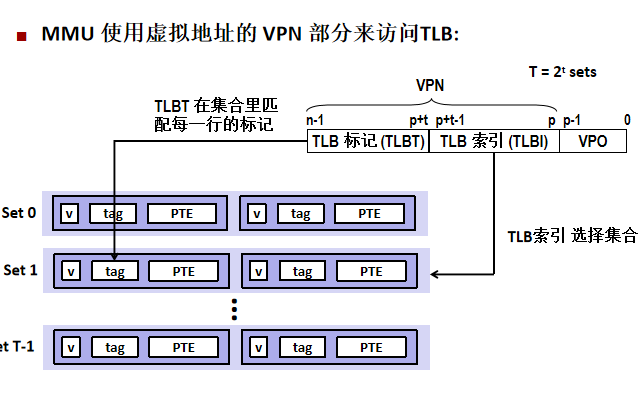 MMU 使用虚拟地址的 VPN 部分来访问TLB:
T = 2ᵗ sets
VPN
TLBT 在集合里匹
配每一行的标记
n-1 p+t p+t-1 p p-1 0
TLB 标记 (TLBT) TLB 索引 (TLBI) VPO
Set 0 v tag PTE v tag PTE
TLB索引 选择集合
Set 1 v tag PTE v tag PTE
et T-1 v tag PTE v tag PTE